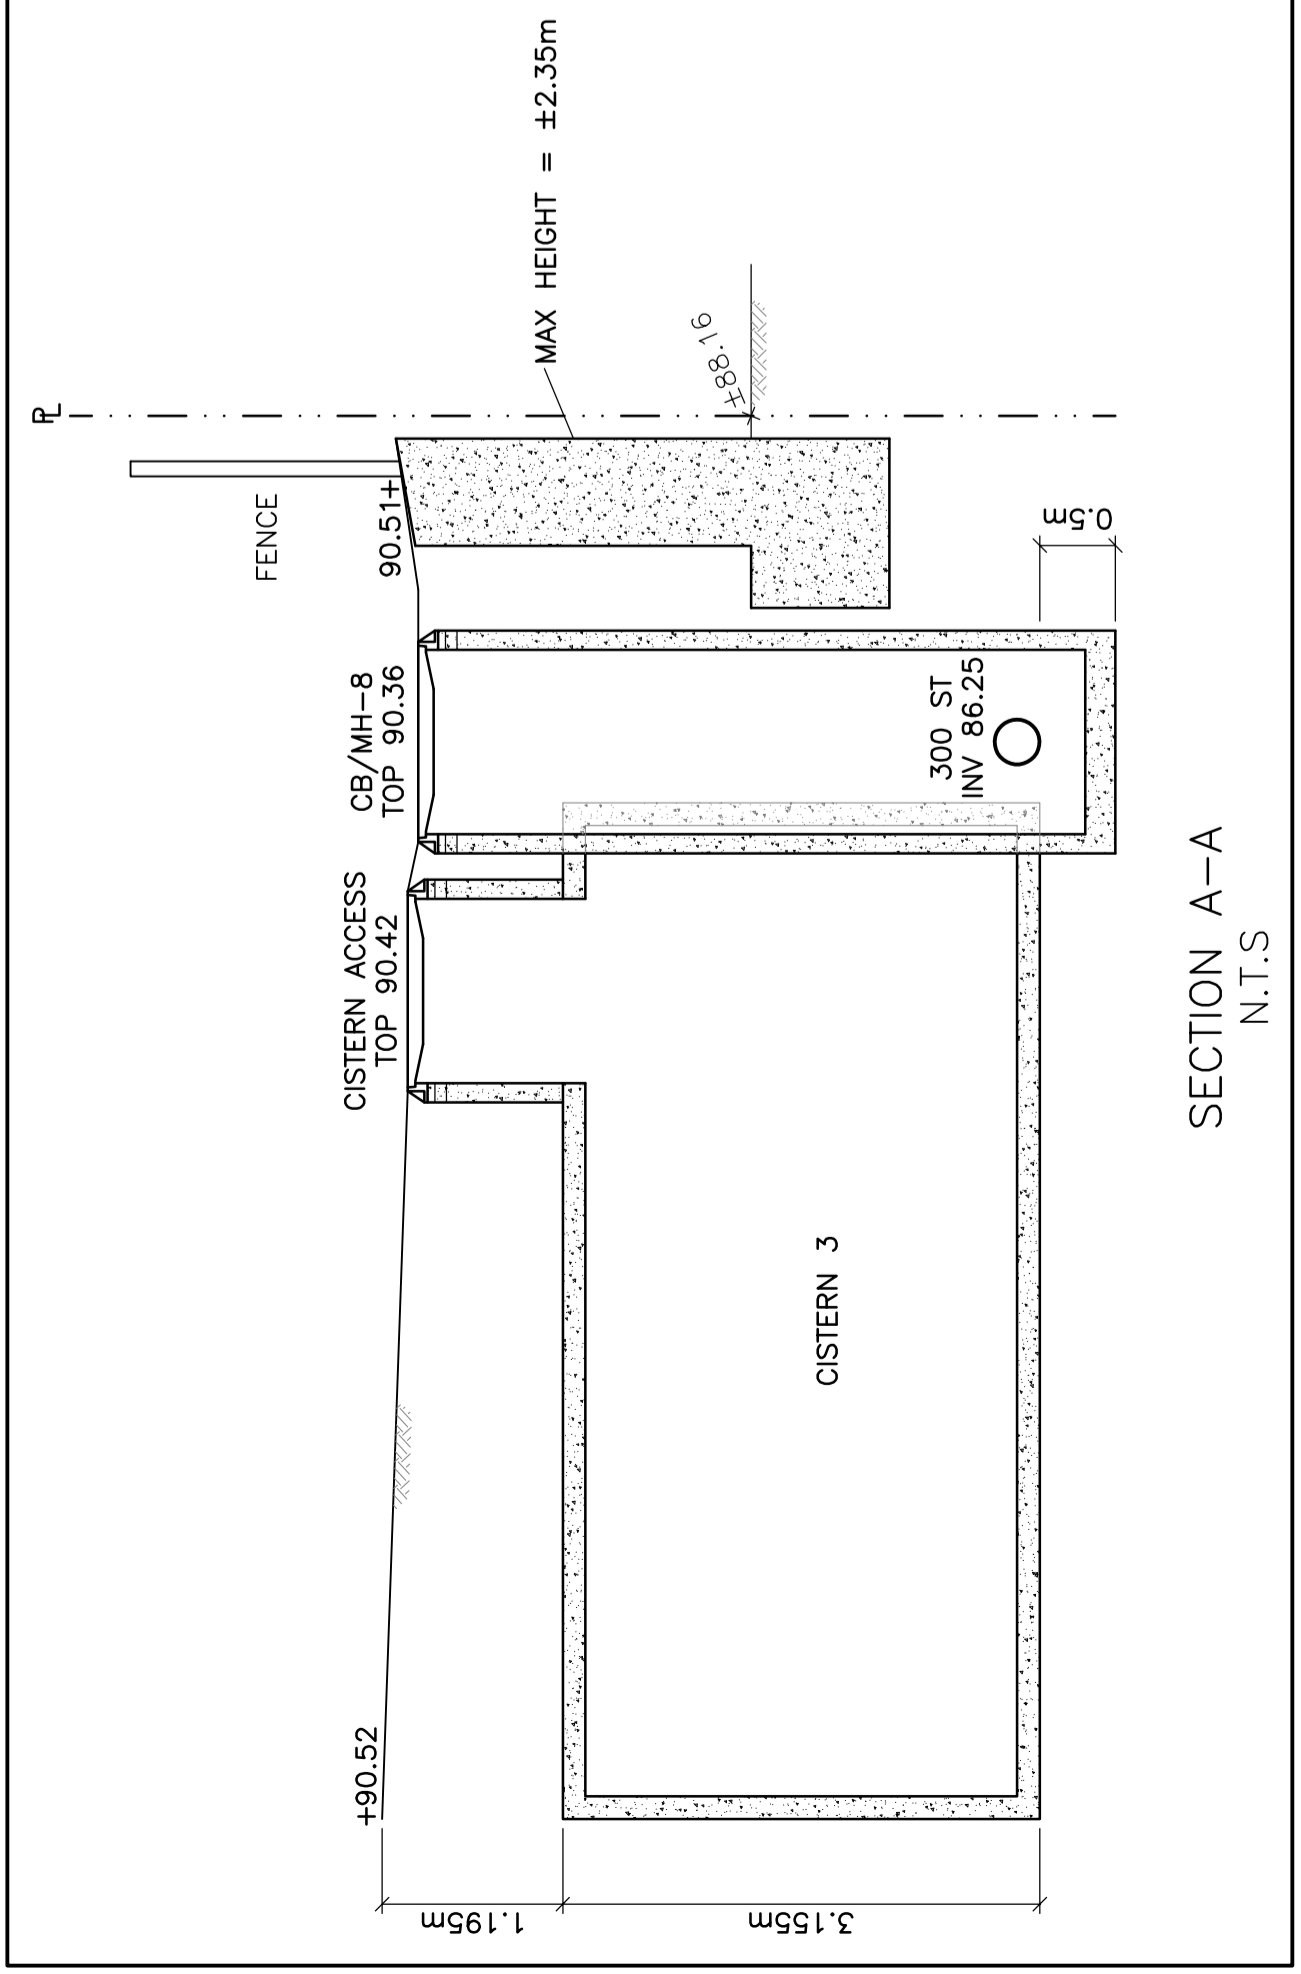 PL
FENCE
MAX HEIGHT = ±2.35m
90.51+
±88.16
CB/MH-8
TOP 90.36
CISTERN ACCESS
TOP 90.42
+90.52
300 ST
INV 86.25
0.5m
CISTERN 3
1.195m
3.155m
SECTION A-A
N.T.S